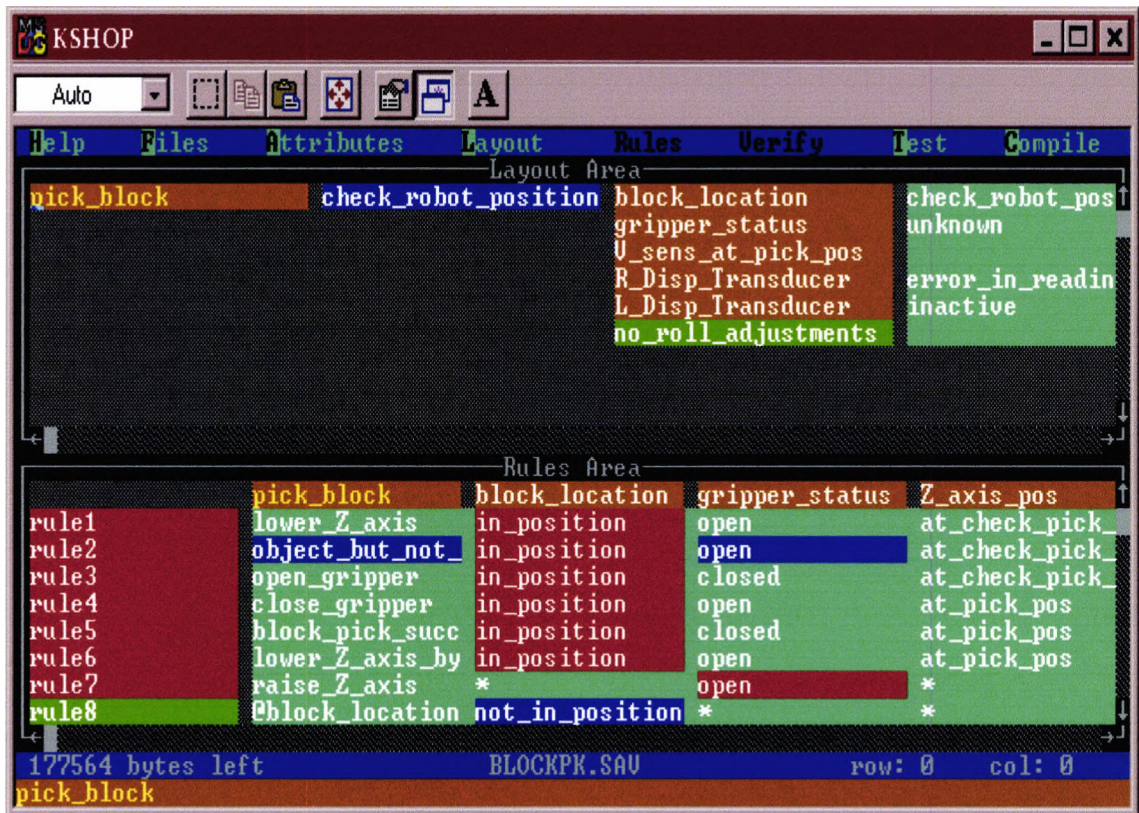 KSHOP
Auto A
Help Files Attributes Layout Rules Verify Test Compile
Layout Area
pick_block check_robot_position block_location check_robot_pos
gripper_status unknown
V_sens_at_pick_pos
R_Disp_Transducer error_in_readin
L_Disp_Transducer inactive
no_roll_adjustments
Rules Area
pick_block block_location gripper_status Z_axis_pos
rule1 lower_Z_axis in_position open at_check_pick_
rule2 object_but_not_ in_position open at_check_pick_
rule3 open_gripper in_position closed at_check_pick_
rule4 close_gripper in_position open at_pick_pos
rule5 block_pick_succ in_position closed at_pick_pos
rule6 lower_Z_axis_by in_position open at_pick_pos
rule7 raise_Z_axis * open *
rule8 @block_location not_in_position * *
177564 bytes left BLOCKPK.SAV row: 0 col: 0
pick_block